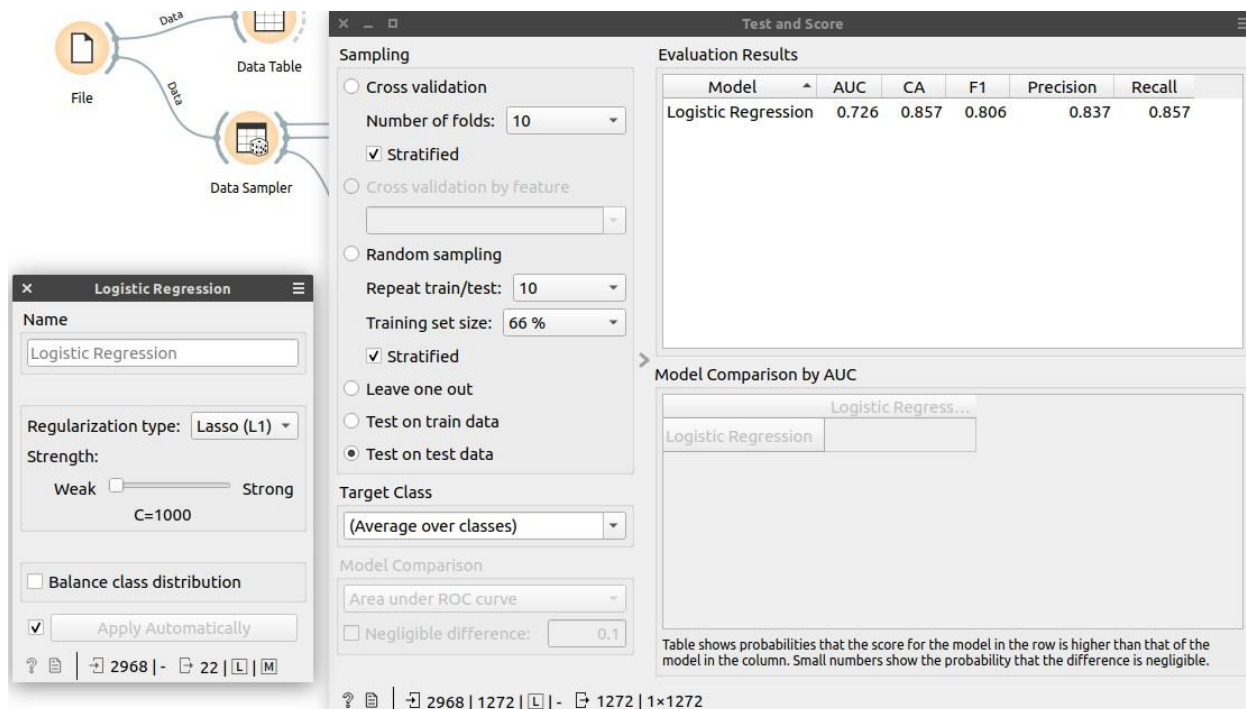 Data
Data Table
File
Data
Data Sampler
Logistic Regression
Name
Logistic Regression
Regularization type: Lasso (L1)
Strength:
Weak Strong
C=1000
Balance class distribution
Apply Automatically
2968 | - 22 | L | M
Test and Score
Sampling
Cross validation
Number of folds: 10
Stratified
Cross validation by feature
Random sampling
Repeat train/test: 10
Training set size: 66 %
Stratified
Leave one out
Test on train data
Test on test data
Target Class
(Average over classes)
Model Comparison
Area under ROC curve
Negligible difference: 0.1
Evaluation Results
Model AUC CA F1 Precision Recall
Logistic Regression 0.726 0.857 0.806 0.837 0.857
Model Comparison by AUC
Logistic Regress...
Logistic Regression
Table shows probabilities that the score for the model in the row is higher than that of the
model in the column. Small numbers show the probability that the difference is negligible.
2968 | 1272 | L | - 1272 | 1×1272